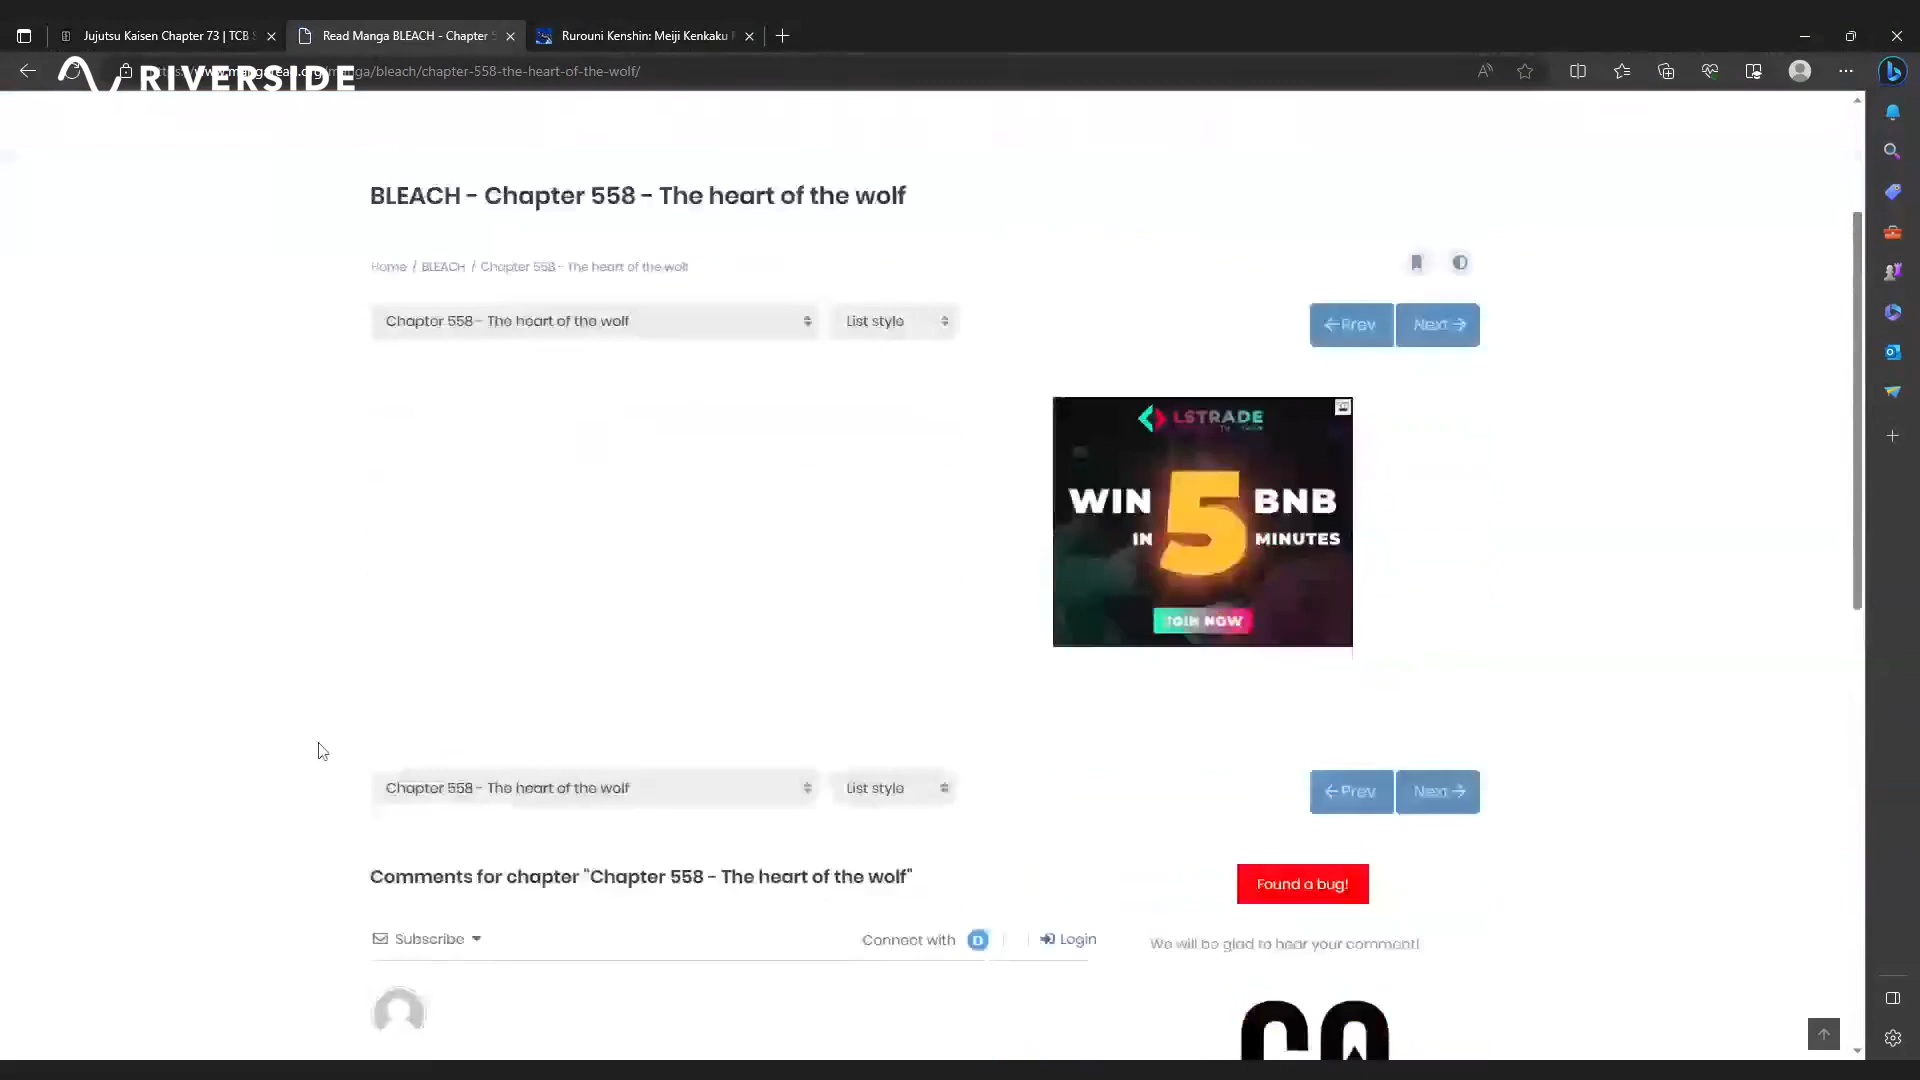 Jujutsu Kaisen Chapter 73 | TCB
Read Manga BLEACH - Chapter
Rurouni Kenshin: Meiji Kenkaku
RIVERSIDE
/bleach/chapter-558-the-heart-of-the-wolf/
BLEACH - Chapter 558 - The heart of the wolf
Home / BLEACH / Chapter 558 - The heart of the wolf
Chapter 558 - The heart of the wolf
List style
←Prev
Next→
LSTRADE
WIN 5 BNB
IN MINUTES
JOIN NOW
Chapter 558 - The heart of the wolf
List style
←Prev
Next→
Comments for chapter "Chapter 558 - The heart of the wolf"
Found a bug!
Subscribe
Connect with D
Login
We will be glad to hear your comment!